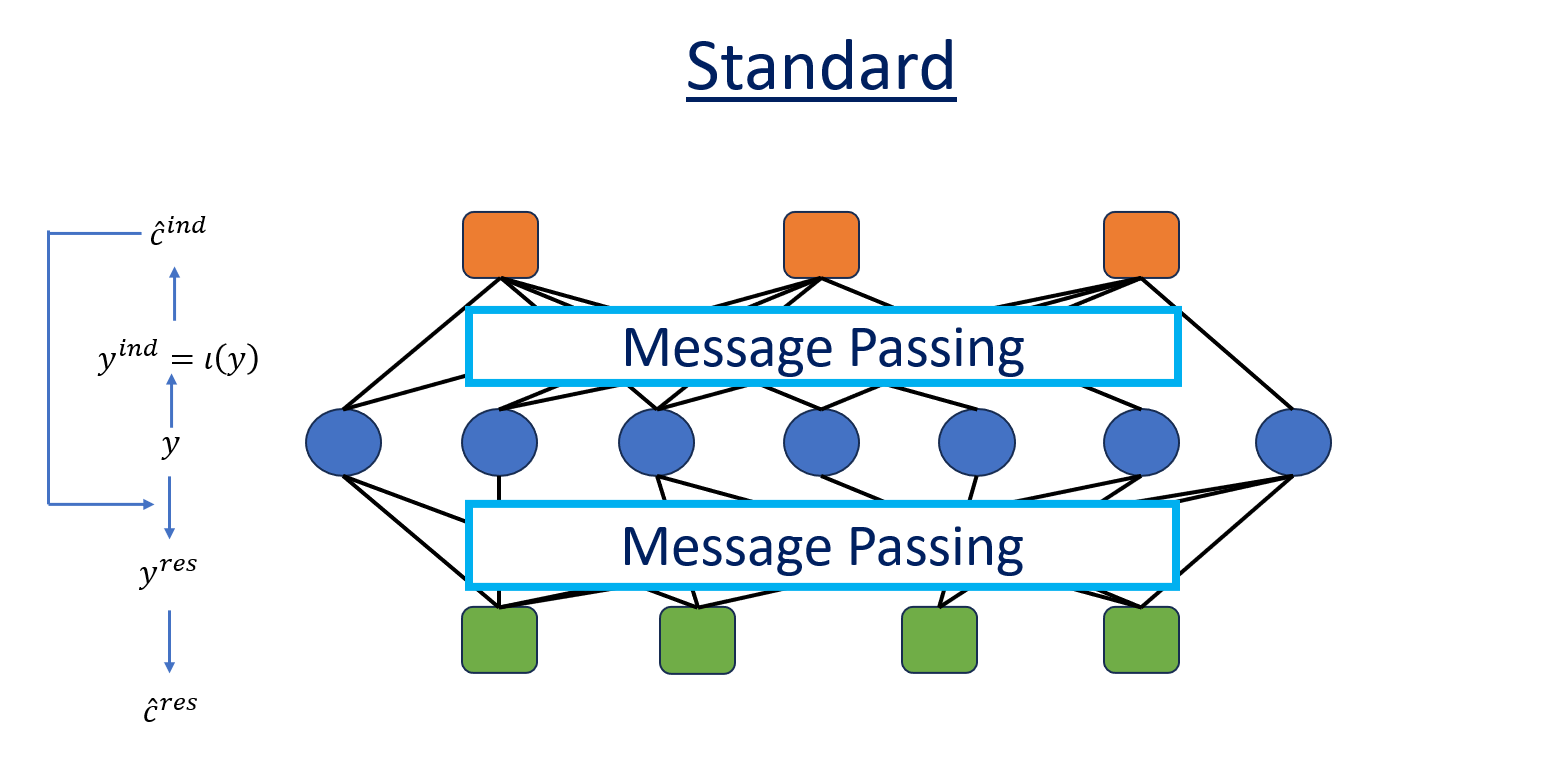 Standard
ĉ^{ind}
y^{ind} = ι(y)
Message Passing
y
Message Passing
y^{res}
ĉ^{res}